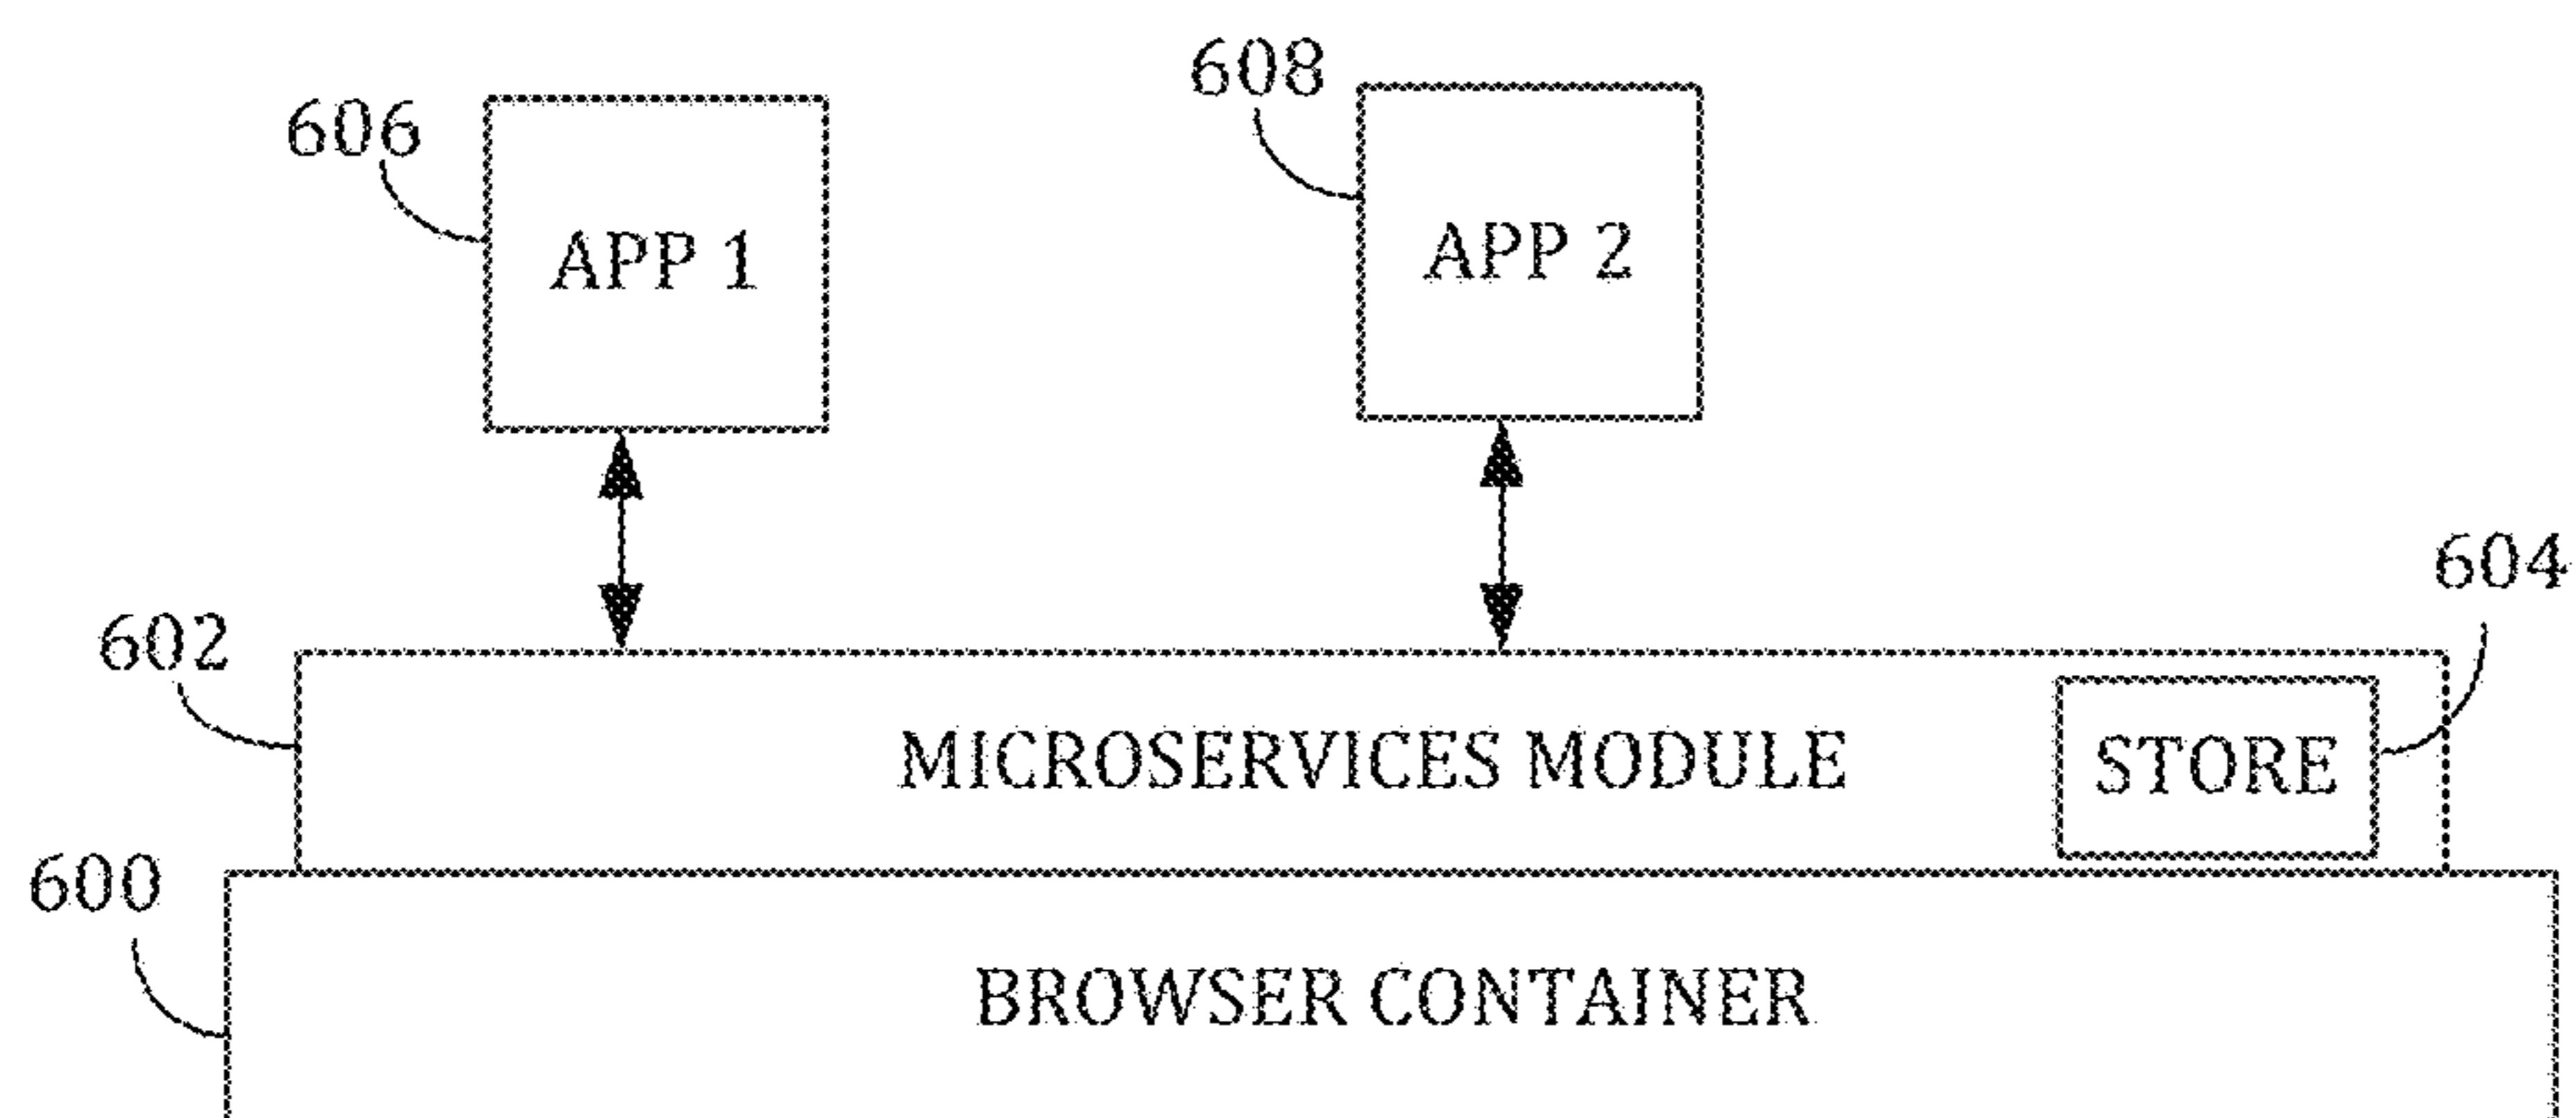 608
606
APP 1
APP 2
604
602
MICROSERVICES MODULE
STORE
600
BROWSER CONTAINER